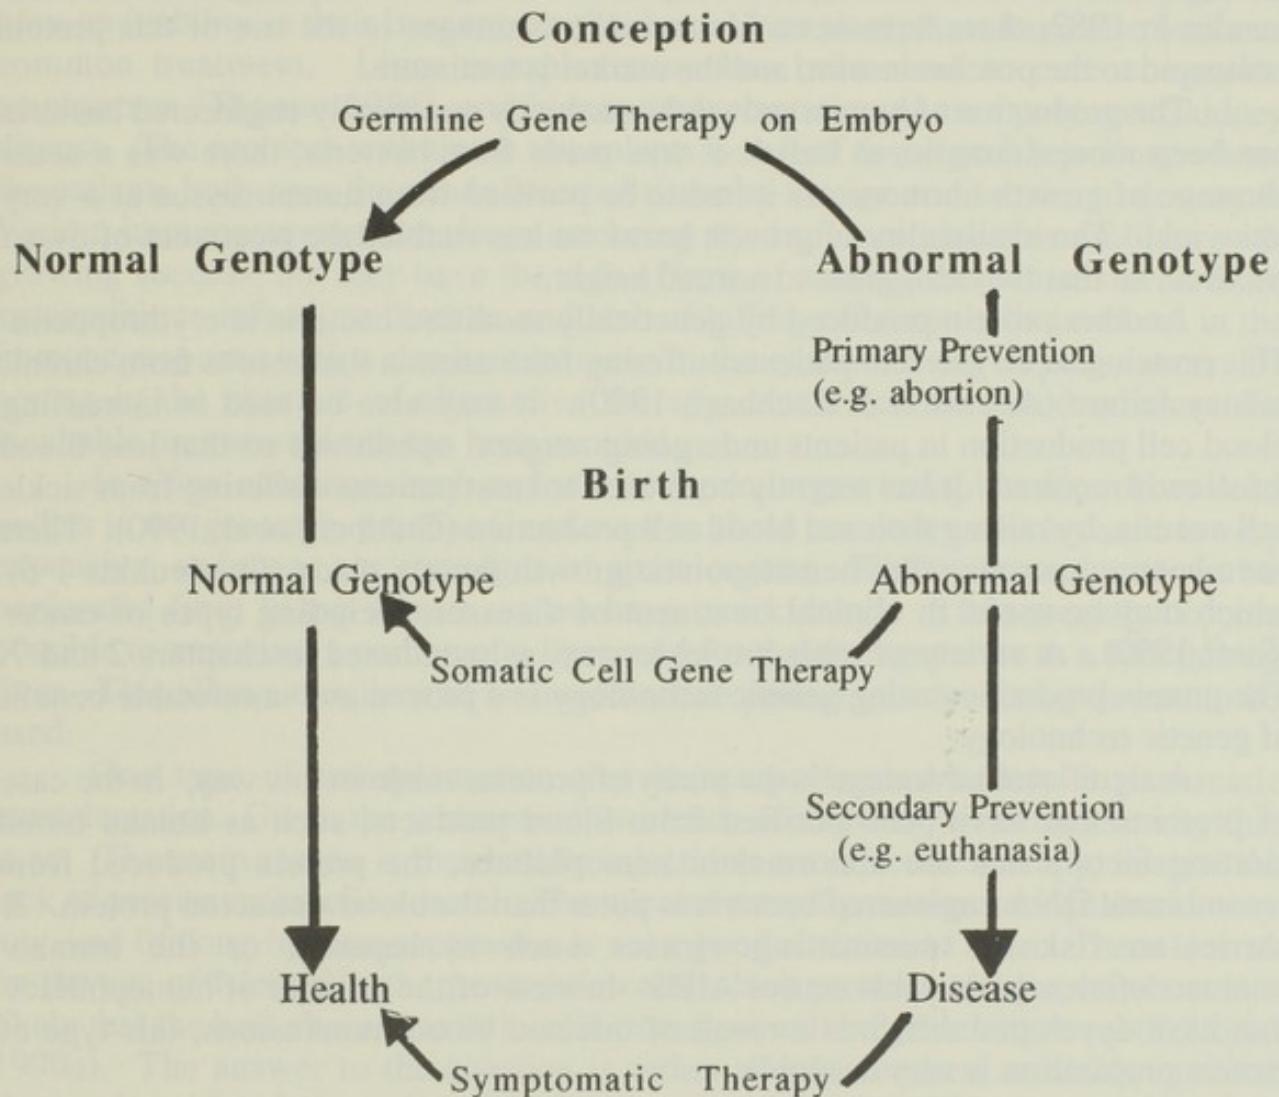 Conception
Germline Gene Therapy on Embryo
Normal Genotype Abnormal Genotype
Primary Prevention
(e.g. abortion)
Birth
Normal Genotype Abnormal Genotype
Somatic Cell Gene Therapy
Secondary Prevention
(e.g. euthanasia)
Health Disease
Symptomatic Therapy